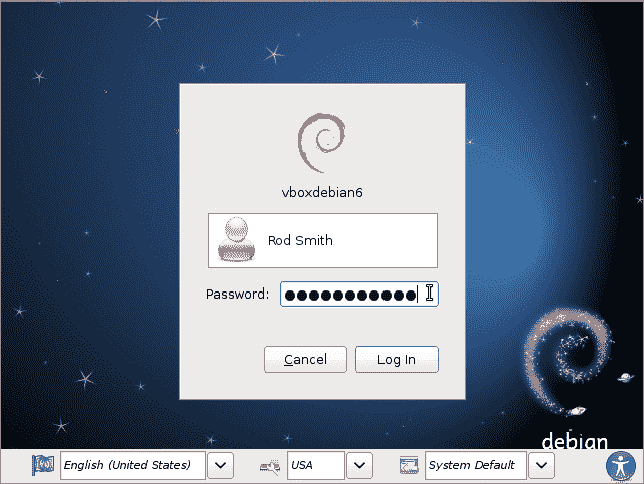 vboxdebian6
Rod Smith
Password: ●●●●●●●●●●●
Cancel Log In
debian
English (United States) USA System Default